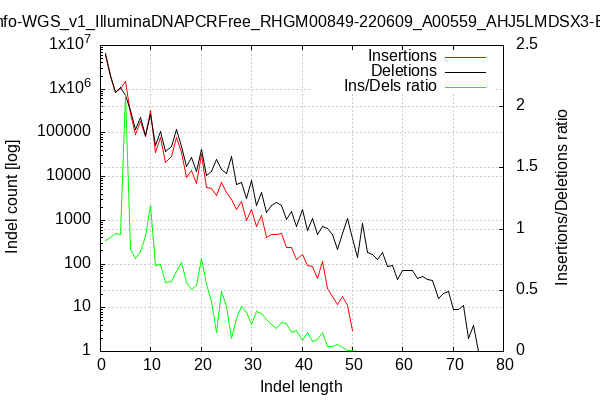 nfo-WGS_v1_IlluminaDNAPCRFree_RHGM00849-220609_A00559_AHJ5LMDSX3-E
Insertions
Deletions
Ins/Dels ratio
Indel count [log]
1x10^7
1x10^6
100000
10000
1000
100
10
1
2.5
2
1.5
1
0.5
0
Insertions/Deletions ratio
0 10 20 30 40 50 60 70 80
Indel length